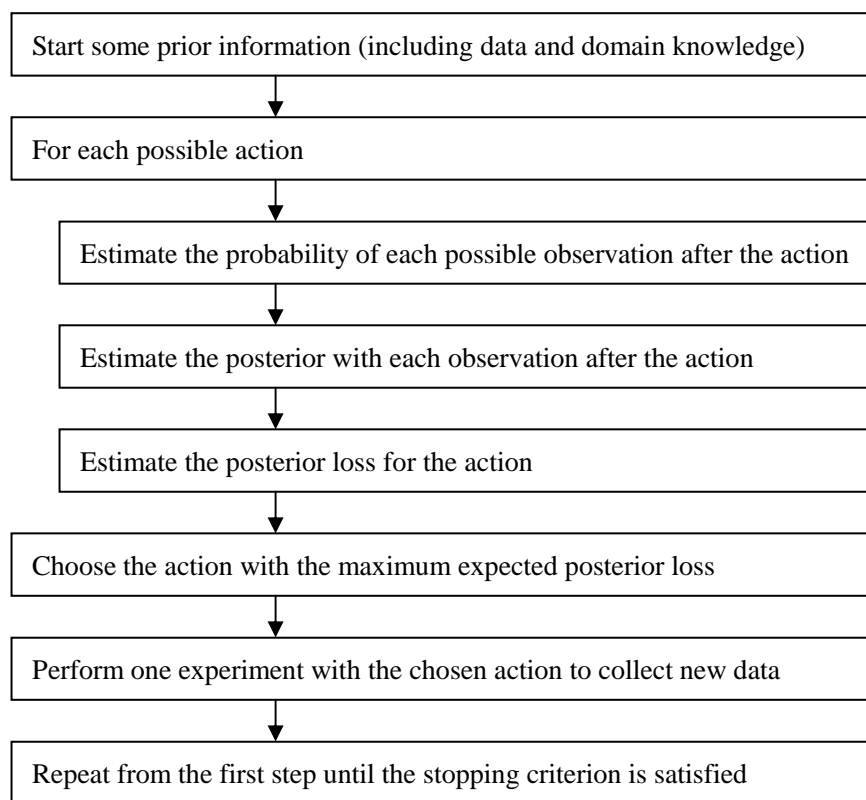 Start some prior information (including data and domain knowledge)
For each possible action
Estimate the probability of each possible observation after the action
Estimate the posterior with each observation after the action
Estimate the posterior loss for the action
Choose the action with the maximum expected posterior loss
Perform one experiment with the chosen action to collect new data
Repeat from the first step until the stopping criterion is satisfied